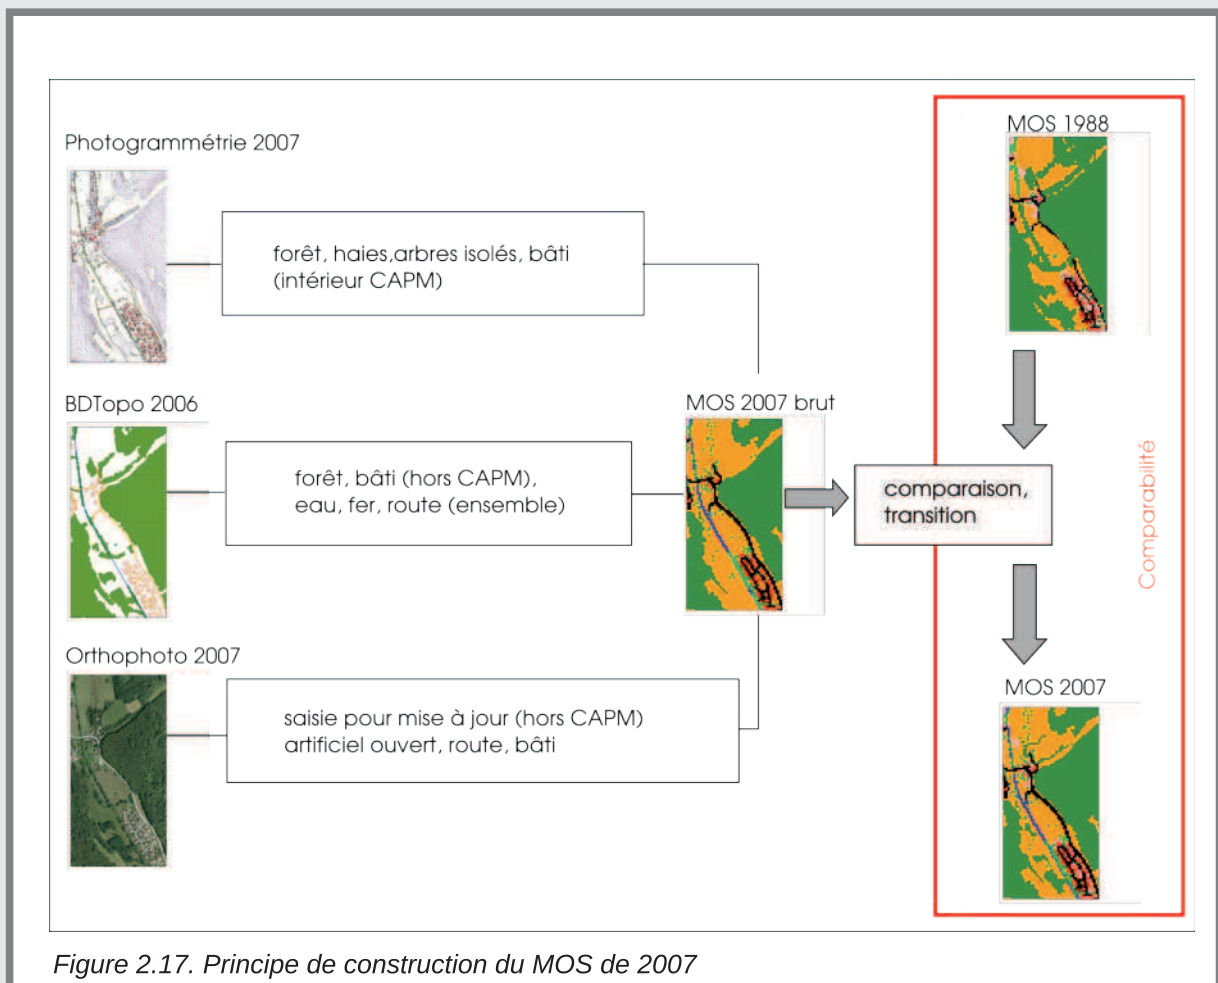 Photogrammétrie 2007
forêt, haies,arbres isolés, bâti
(intérieur CAPM)
BDTopo 2006
forêt, bâti (hors CAPM),
eau, fer, route (ensemble)
Orthophoto 2007
saisie pour mise à jour (hors CAPM)
artificiel ouvert, route, bâti
MOS 2007 brut
MOS 1988
comparaison,
transition
Comparabilité
MOS 2007
Figure 2.17. Principe de construction du MOS de 2007